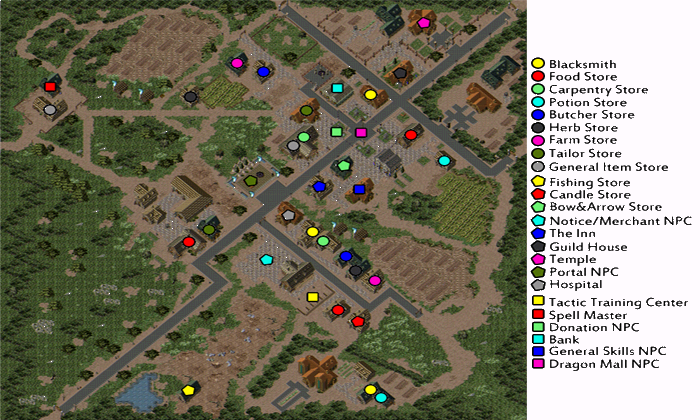 Blacksmith
Food Store
Carpentry Store
Potion Store
Butcher Store
Herb Store
Farm Store
Tailor Store
General Item Store
Fishing Store
Candle Store
Bow&Arrow Store
Notice/Merchant NPC
The Inn
Guild House
Temple
Portal NPC
Hospital
Tactic Training Center
Spell Master
Donation NPC
Bank
General Skills NPC
Dragon Mall NPC